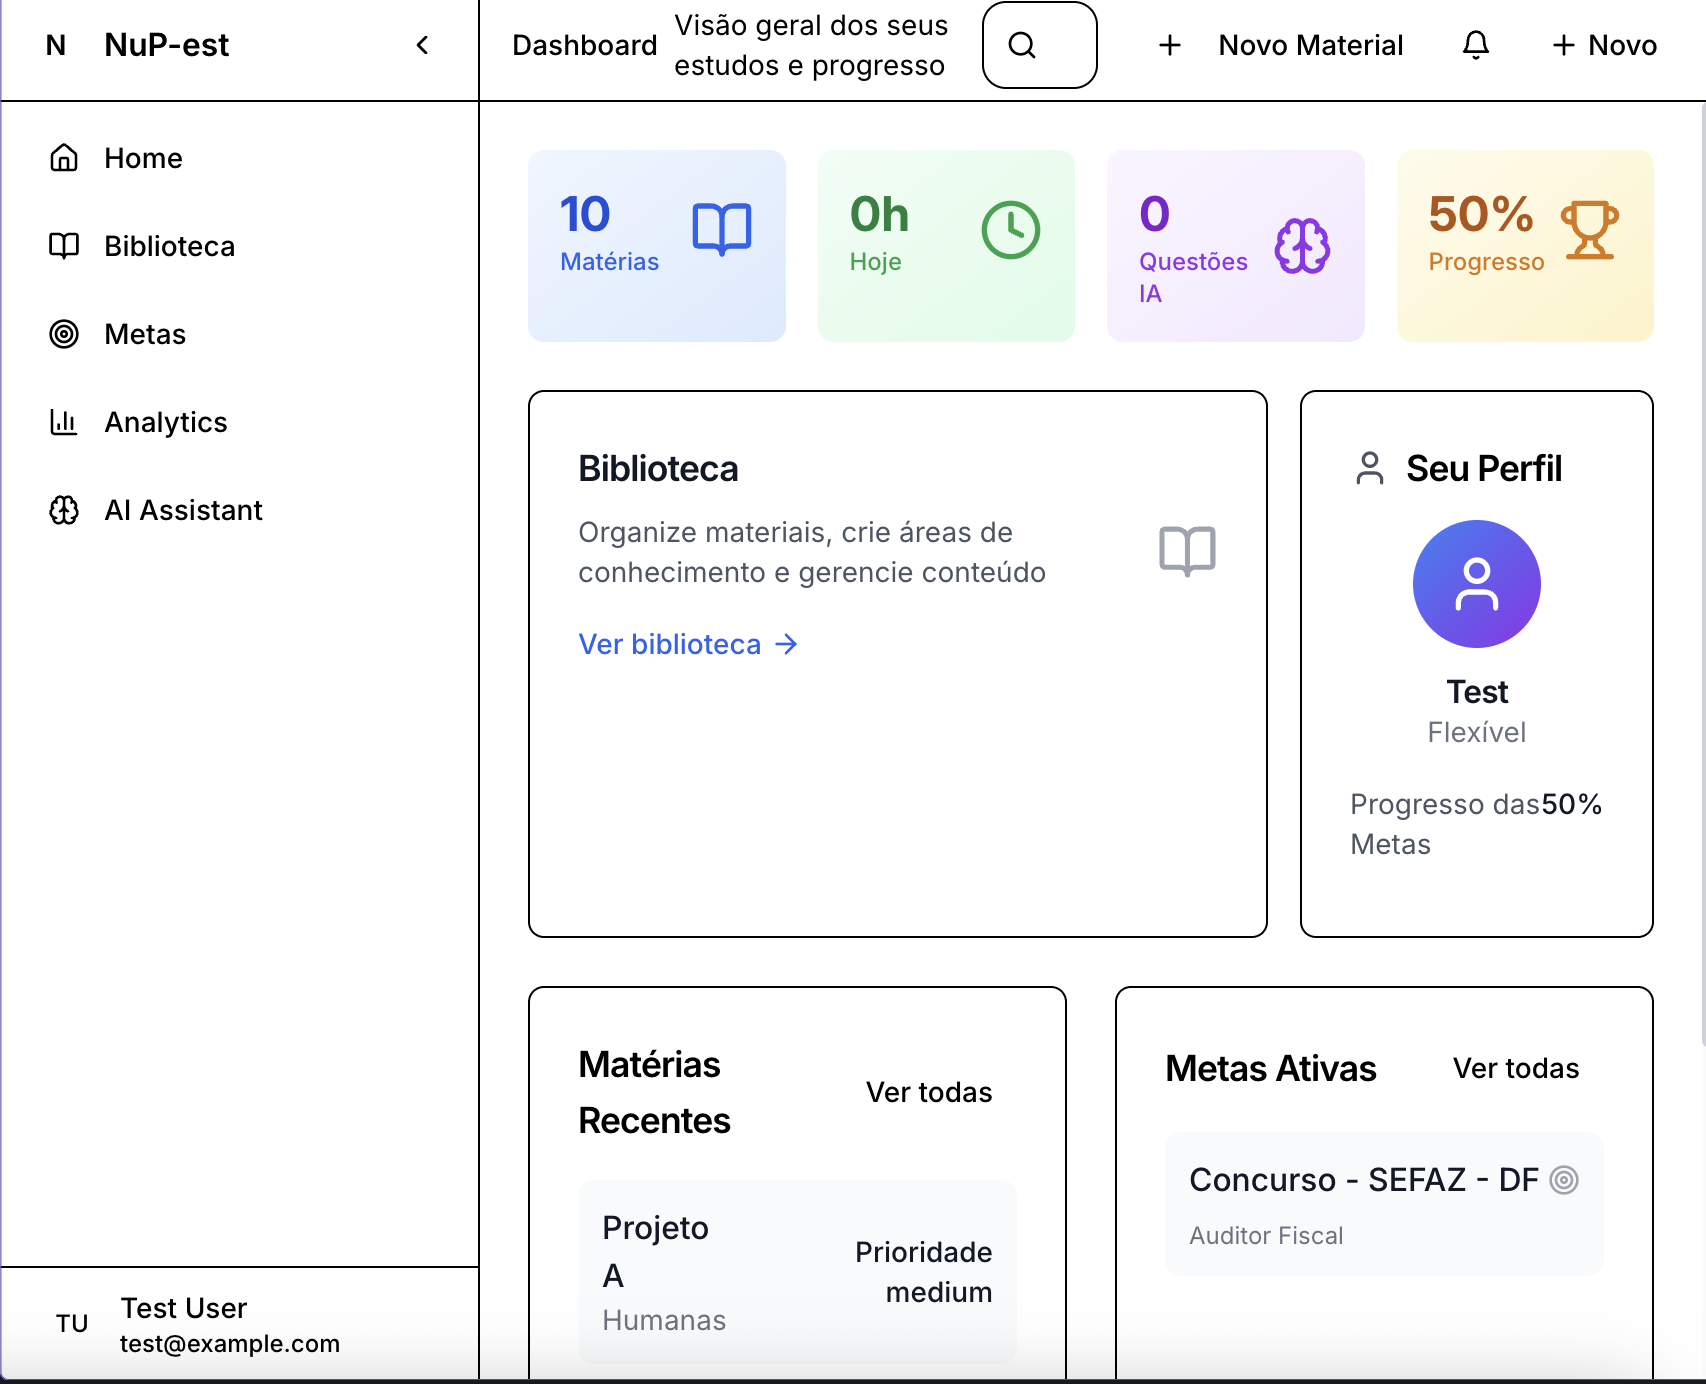 N NuP-est
Home
Biblioteca
Metas
Analytics
AI Assistant
TU
Test User
test@example.com
Dashboard
Visão geral dos seus
estudos e progresso
Novo Material
Novo
10
Matérias
0h
Hoje
0
Questões
IA
50%
Progresso
Biblioteca
Organize materiais, crie áreas de
conhecimento e gerencie conteúdo
Ver biblioteca →
Seu Perfil
Test
Flexível
Progresso das 50%
Metas
Matérias
Recentes
Ver todas
Projeto
A
Humanas
Prioridade
medium
Metas Ativas
Ver todas
Concurso - SEFAZ - DF
Auditor Fiscal